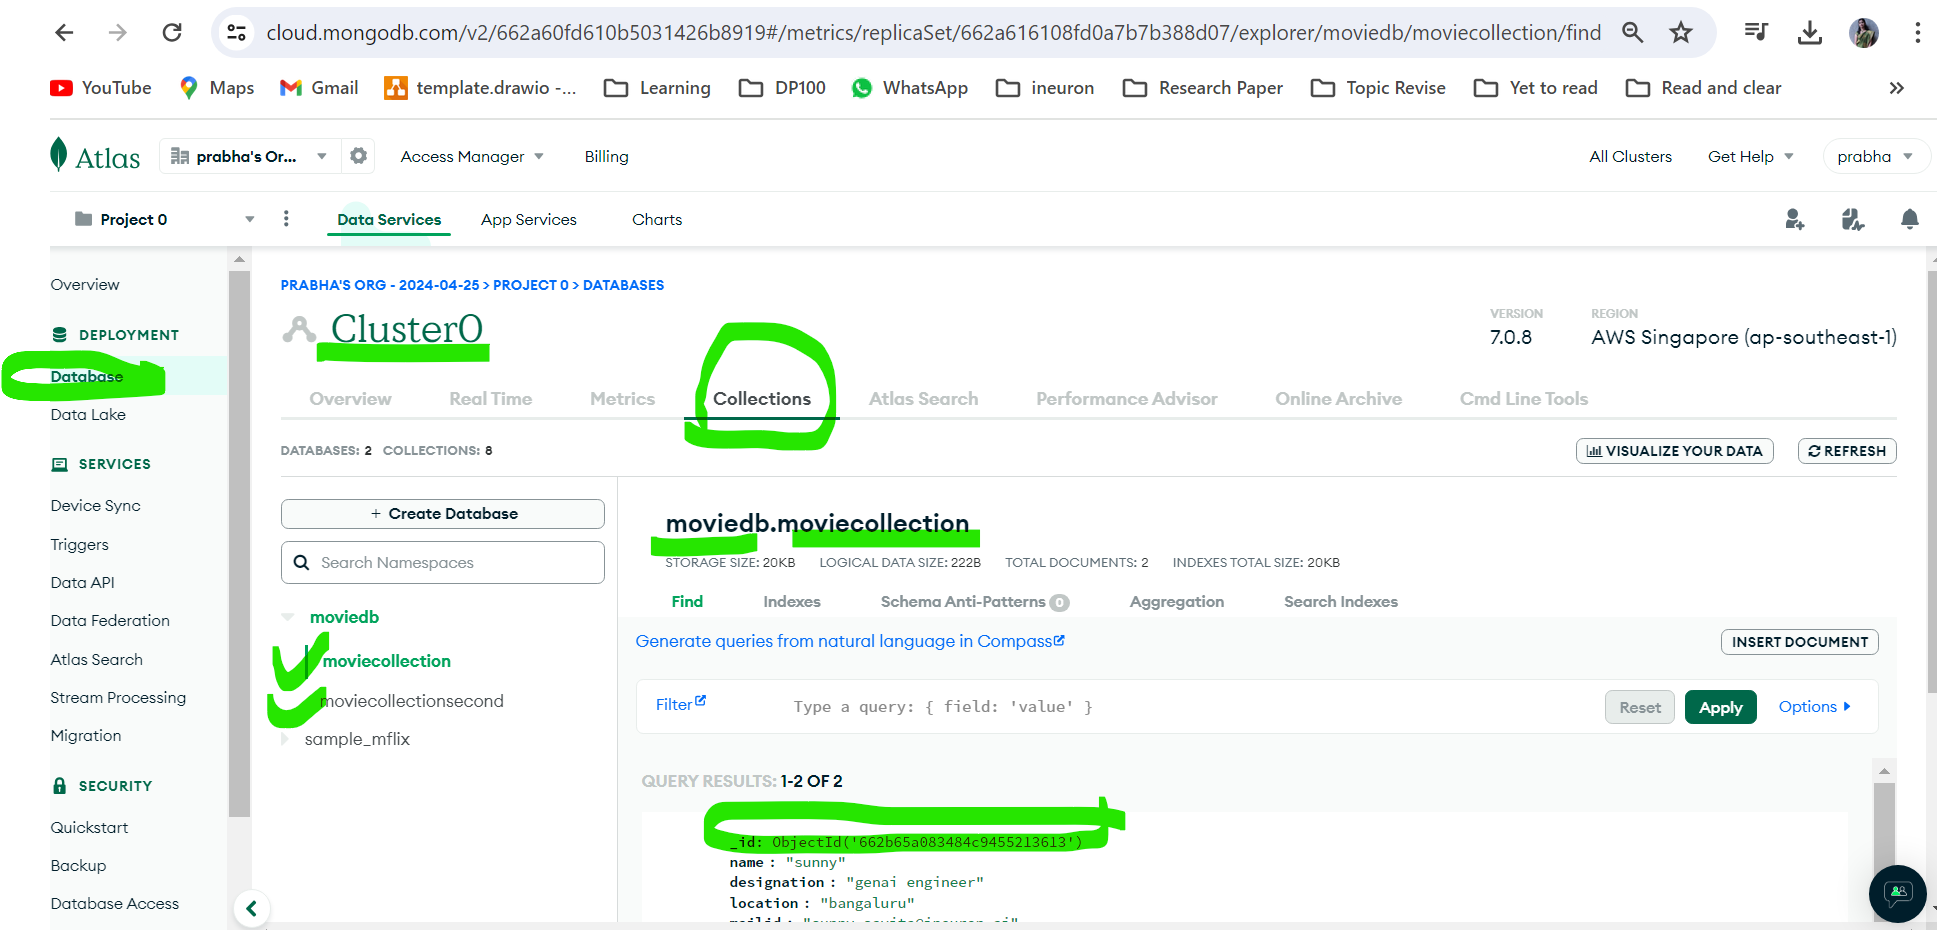 cloud.mongodb.com/v2/662a60fd610b5031426b8919#/metrics/replicaSet/662a616108fd0a7b7b388d07/explorer/moviedb/moviecollection/find
YouTube Maps Gmail template.drawio -... Learning DP100 WhatsApp ineuron Research Paper Topic Revise Yet to read Read and clear »
Atlas prabha's Or... Access Manager Billing All Clusters Get Help prabha
Project 0 Data Services App Services Charts
Overview
DEPLOYMENT
Database
Data Lake
SERVICES
Device Sync
Triggers
Data API
Data Federation
Atlas Search
Stream Processing
Migration
SECURITY
Quickstart
Backup
Database Access
PRABHA'S ORG - 2024-04-25 > PROJECT 0 > DATABASES
Cluster0
VERSION
7.0.8
REGION
AWS Singapore (ap-southeast-1)
Overview Real Time Metrics Collections Atlas Search Performance Advisor Online Archive Cmd Line Tools
DATABASES: 2 COLLECTIONS: 8
VISUALIZE YOUR DATA REFRESH
+ Create Database
Search Namespaces
moviedb
moviecollection
moviecollectionsecond
sample_mflix
moviedb.moviecollection
STORAGE SIZE: 20KB LOGICAL DATA SIZE: 222B TOTAL DOCUMENTS: 2 INDEXES TOTAL SIZE: 20KB
Find Indexes Schema Anti-Patterns 0 Aggregation Search Indexes
Generate queries from natural language in Compass
INSERT DOCUMENT
Filter Type a query: { field: 'value' } Reset Apply Options
QUERY RESULTS: 1-2 OF 2
_id: ObjectId('662b65a083484c9455213613')
name : "sunny"
designation : "genai engineer"
location : "bangaluru"